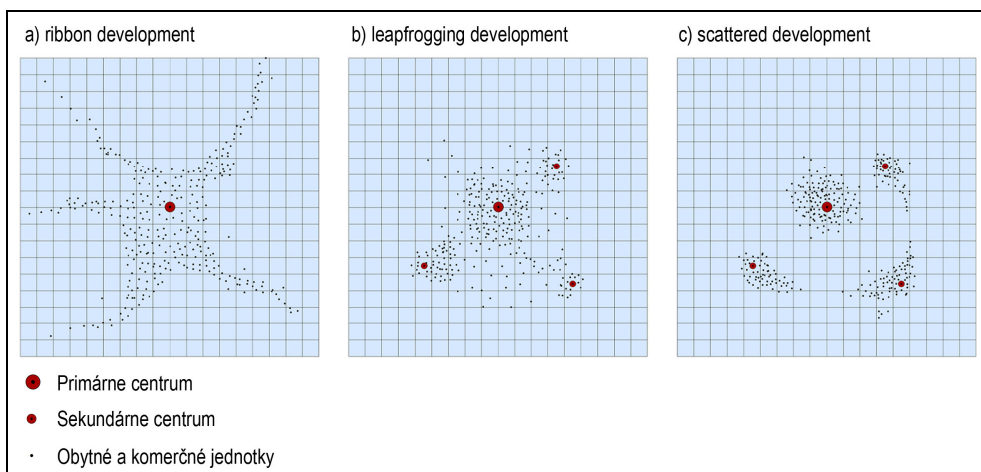 a) ribbon development
b) leapfrogging development
c) scattered development
Primárne centrum
Sekundárne centrum
Obytné a komerčné jednotky